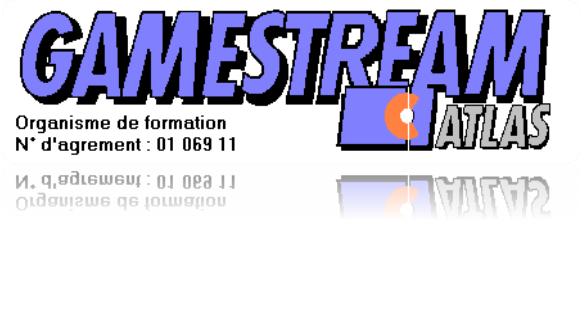 GAMESTREAM
ATLAS
Organisme de formation
N° d'agrement : 01 069 11